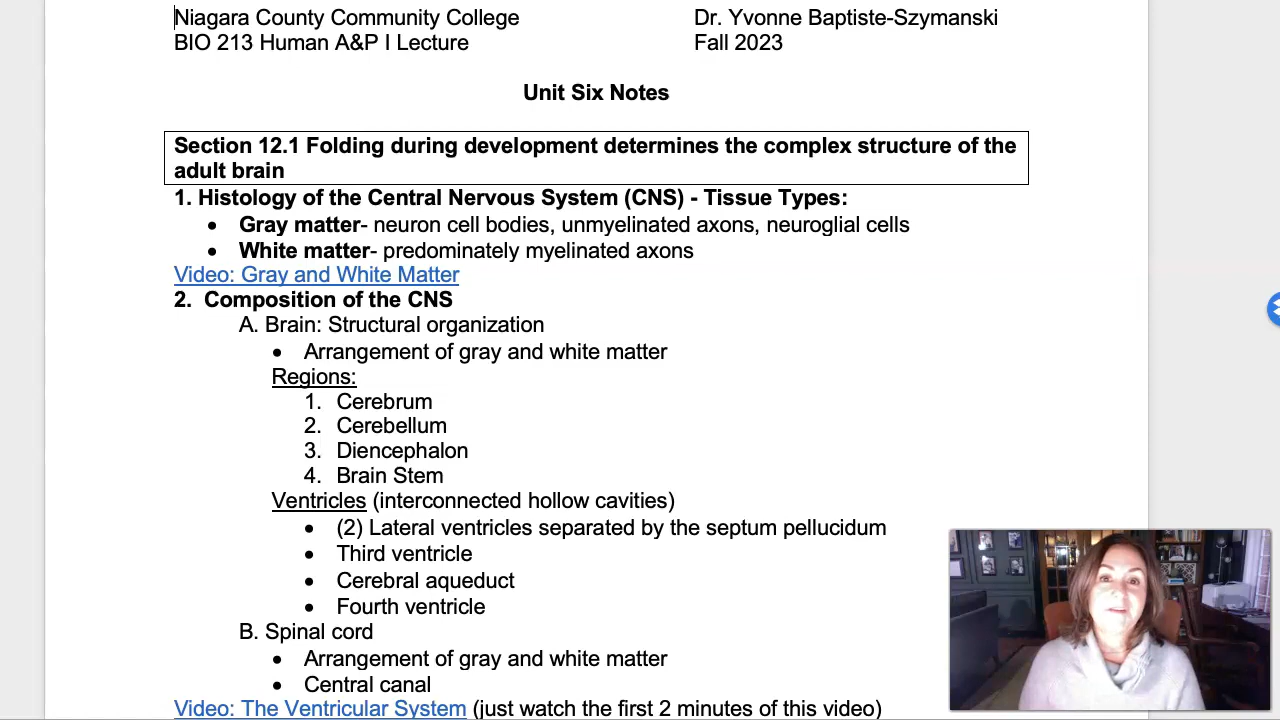 Niagara County Community College Dr. Yvonne Baptiste-Szymanski
BIO 213 Human A&P I Lecture Fall 2023
Unit Six Notes
Section 12.1 Folding during development determines the complex structure of the
adult brain
1. Histology of the Central Nervous System (CNS) - Tissue Types:
• Gray matter- neuron cell bodies, unmyelinated axons, neuroglial cells
• White matter- predominately myelinated axons
Video: Gray and White Matter
2. Composition of the CNS
A. Brain: Structural organization
• Arrangement of gray and white matter
Regions:
1. Cerebrum
2. Cerebellum
3. Diencephalon
4. Brain Stem
Ventricles (interconnected hollow cavities)
• (2) Lateral ventricles separated by the septum pellucidum
• Third ventricle
• Cerebral aqueduct
• Fourth ventricle
B. Spinal cord
• Arrangement of gray and white matter
• Central canal
Video: The Ventricular System (just watch the first 2 minutes of this video)